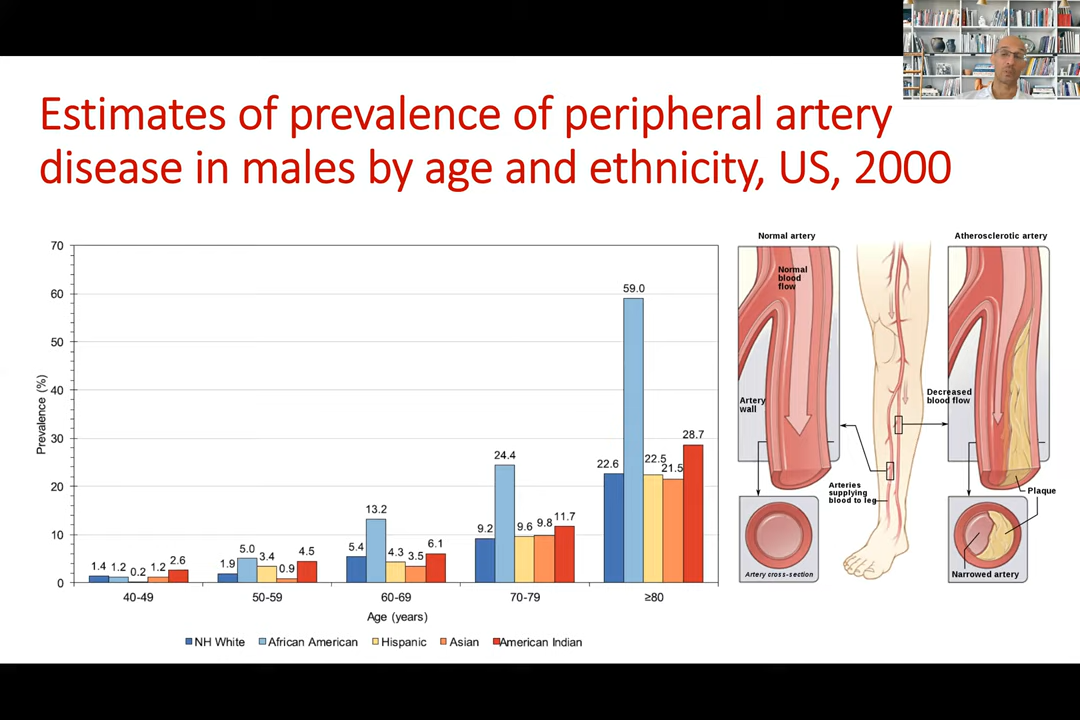 Estimates of prevalence of peripheral artery
disease in males by age and ethnicity, US, 2000
70
60
50
40
30
20
10
0
Prevalence (%)
1.4 1.2 0.2 1.2 2.6
1.9 5.0 3.4 0.9 4.5
5.4 13.2 4.3 3.5 6.1
9.2 24.4 9.6 9.8 11.7
22.6 59.0 22.5 21.5 28.7
40-49 50-59 60-69 70-79 ≥80
Age (years)
NH White African American Hispanic Asian American Indian
Normal artery
Normal
blood
flow
Artery
wall
Artery cross-section
Arteries
supplying
blood to leg
Atherosclerotic artery
Decreased
blood flow
Plaque
Narrowed artery